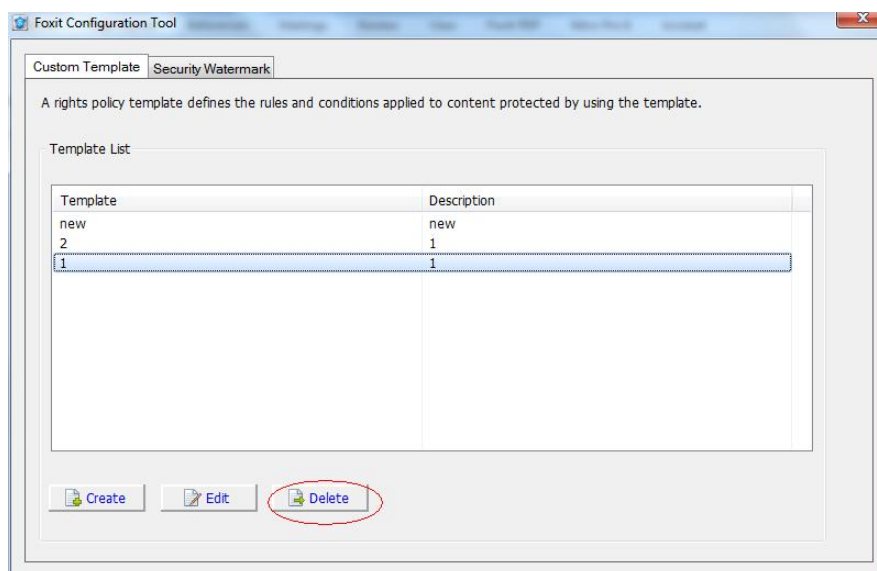 Foxit Configuration Tool
Custom Template Security Watermark
A rights policy template defines the rules and conditions applied to content protected by using the template.
Template List
Template Description
new new
2 1
1 1
Create Edit Delete